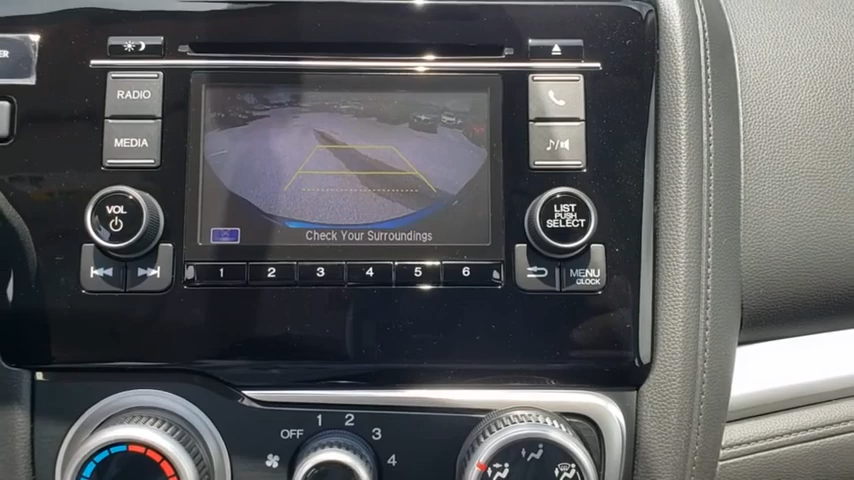 ER
RADIO
MEDIA
VOL
Check Your Surroundings
LIST
PUSH
SELECT
MENU
CLOCK
1 2 3 4 5 6
OFF 1 2 3 4